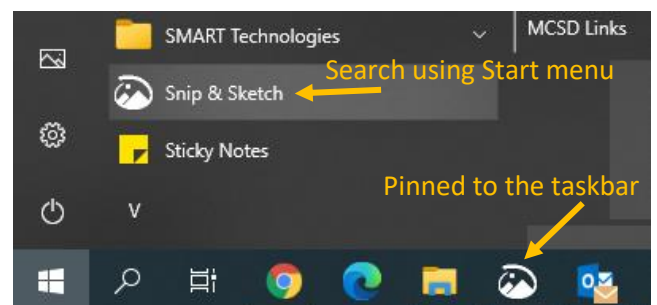 SMART Technologies
MCSD Links
Search using Start menu
Snip & Sketch
Sticky Notes
Pinned to the taskbar
V